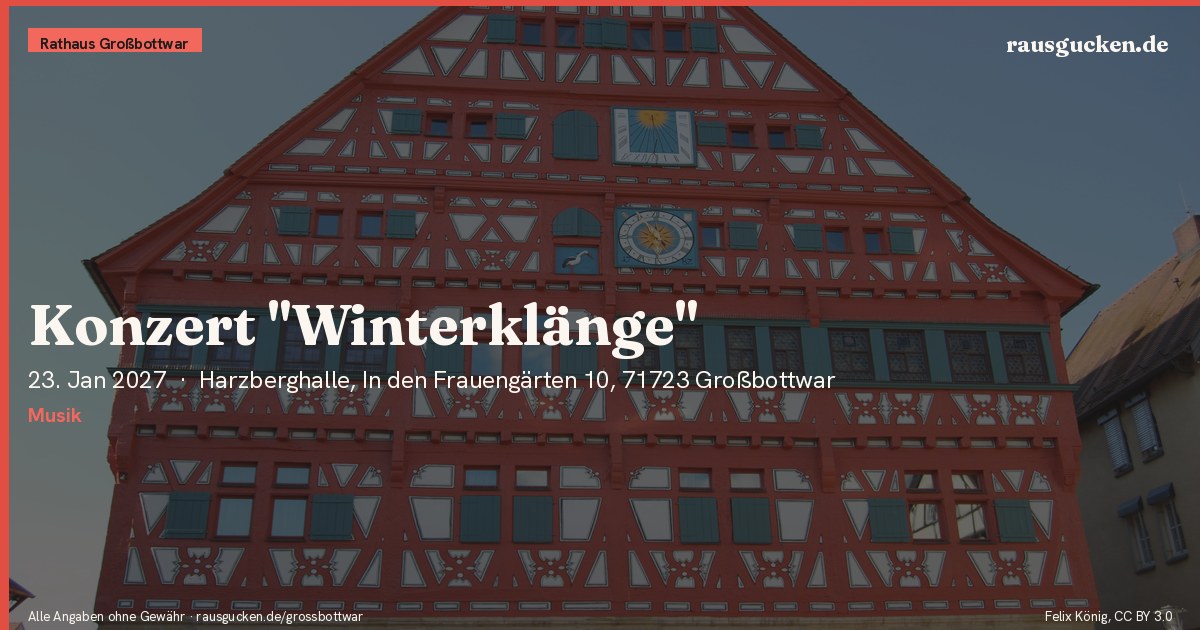 Rathaus Großbottwar
rausgucken.de
Konzert "Winterklänge"
23. Jan 2027 · Harzberghalle, In den Frauengärten 10, 71723 Großbottwar
Musik
Alle Angaben ohne Gewähr · rausgucken.de/grossbottwar
Felix König, CC BY 3.0